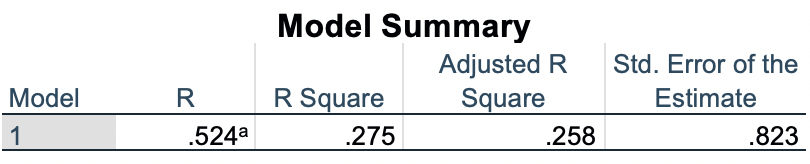 Model Summary
Model R R Square Adjusted R Square Std. Error of the Estimate
1 .524ᵃ .275 .258 .823